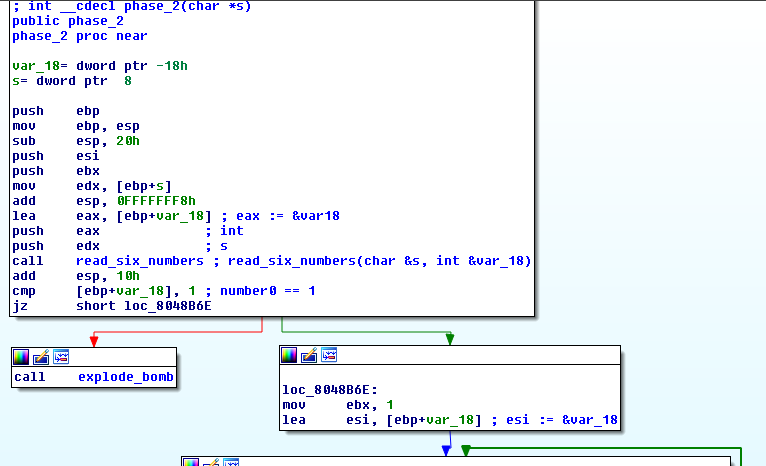 ; int __cdecl phase_2(char *s)
public phase_2
phase_2 proc near
var_18= dword ptr -18h
s= dword ptr  8
push    ebp
mov     ebp, esp
sub     esp, 20h
push    esi
push    ebx
mov     edx, [ebp+s]
add     esp, 0FFFFFFF8h
lea     eax, [ebp+var_18] ; eax := &var18
push    eax             ; int
push    edx             ; s
call    read_six_numbers ; read_six_numbers(char &s, int &var_18)
add     esp, 10h
cmp     [ebp+var_18], 1 ; number0 == 1
jz      short loc_8048B6E
call    explode_bomb
loc_8048B6E:
mov     ebx, 1
lea     esi, [ebp+var_18] ; esi := &var_18